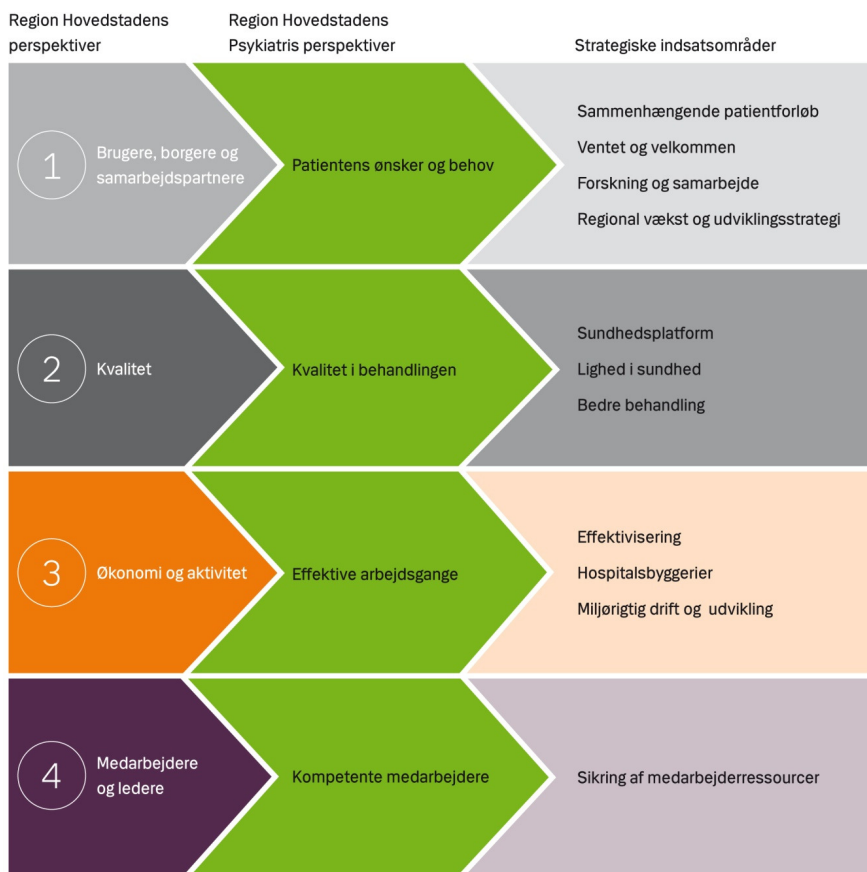 Region Hovedstadens
perspektiver
Region Hovedstadens
Psykiatris perspektiver
Strategiske indsatsområder
1
Brugere, borgere og
samarbejdspartnere
Patientens ønsker og behov
Sammenhængende patientforløb
Ventet og velkommen
Forskning og samarbejde
Regional vækst og udviklingsstrategi
2
Kvalitet
Kvalitet i behandlingen
Sundhedsplatform
Lighed i sundhed
Bedre behandling
3
Økonomi og aktivitet
Effektive arbejdsgange
Effektivisering
Hospitalsbyggerier
Miljørigtig drift og udvikling
4
Medarbejdere
og ledere
Kompetente medarbejdere
Sikring af medarbejderressourcer